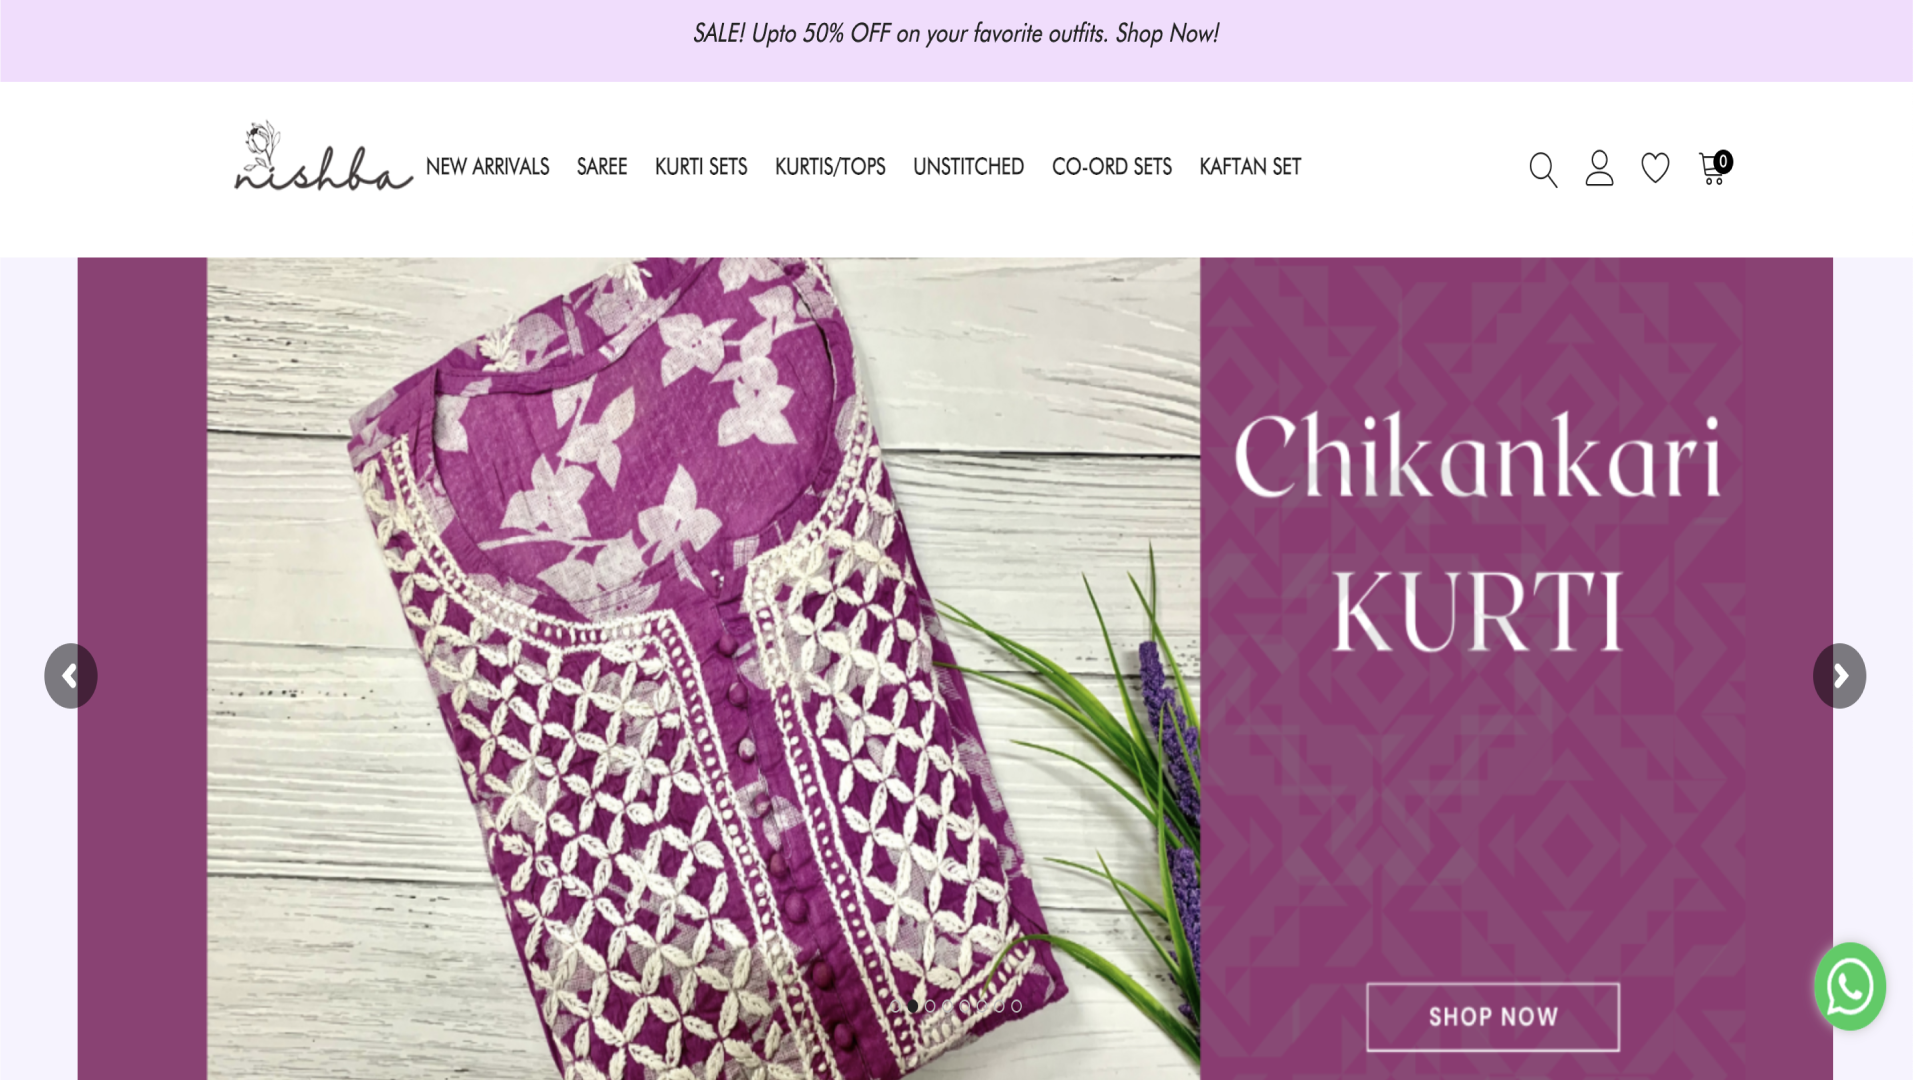 SALE! Upto 50% OFF on your favorite outfits. Shop Now!
nishba
NEW ARRIVALS SAREE KURTI SETS KURTIS/TOPS UNSTITCHED CO-ORD SETS KAFTAN SET
0
Chikankari
KURTI
SHOP NOW